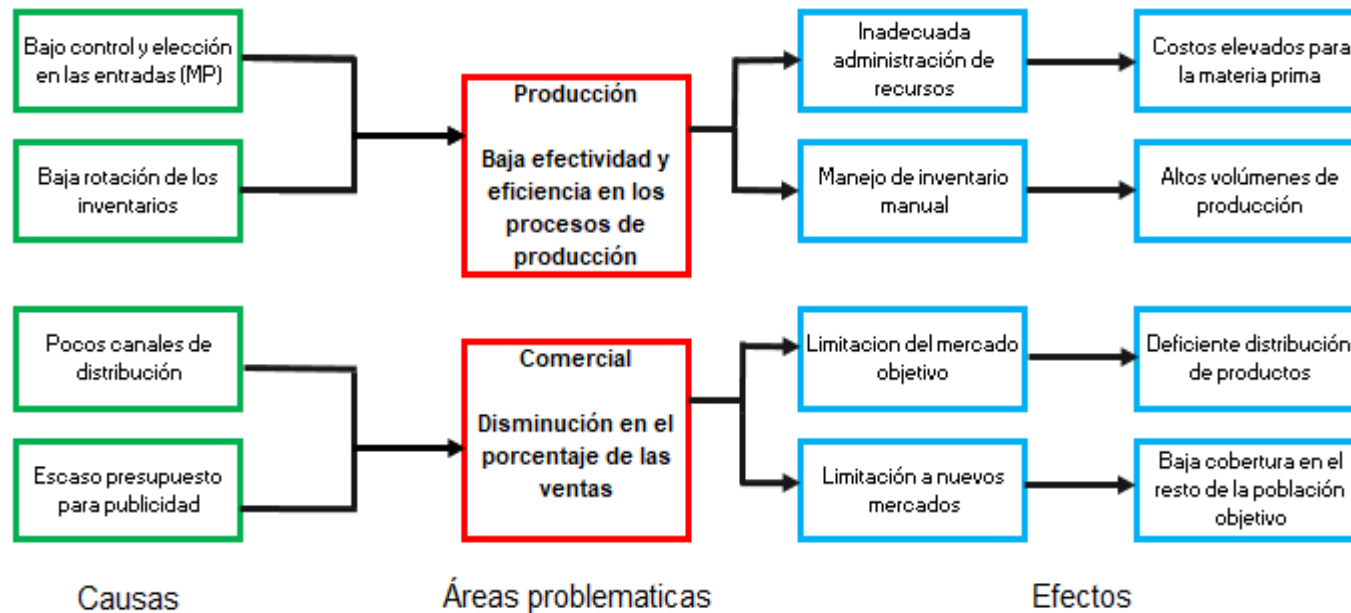 Bajo control y elección
en las entradas (MP)
Baja rotación de los
inventarios
Producción
Baja efectividad y
eficiencia en los
procesos de
producción
Inadecuada
administración de
recursos
Costos elevados para
la materia prima
Manejo de inventario
manual
Altos volúmenes de
producción
Pocos canales de
distribución
Escaso presupuesto
para publicidad
Comercial
Disminución en el
porcentaje de las
ventas
Limitacion del mercado
objetivo
Deficiente distribución
de productos
Limitación a nuevos
mercados
Baja cobertura en el
resto de la población
objetivo
Causas
Áreas problematicas
Efectos